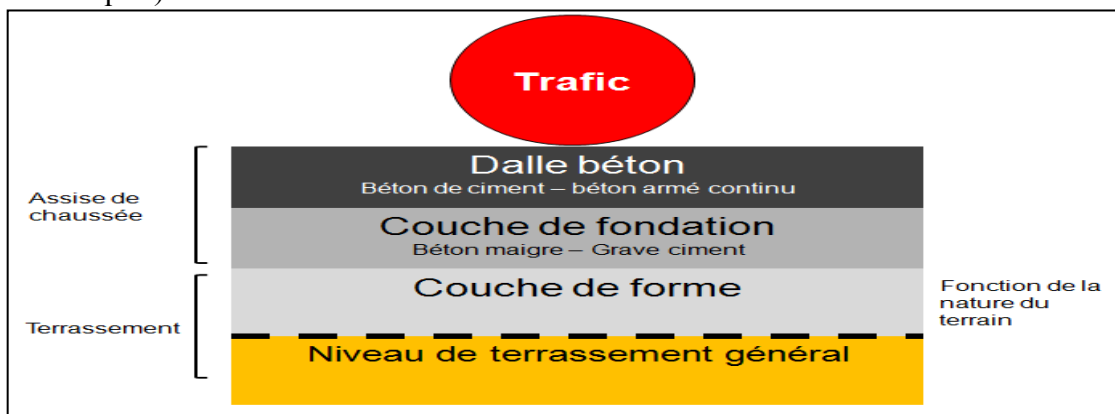 Trafic
Dalle béton
Béton de ciment – béton armé continu
Assise de
chaussée
Couche de fondation
Béton maigre – Grave ciment
Couche de forme
Fonction de la
nature du
terrain
Terrassement
Niveau de terrassement général